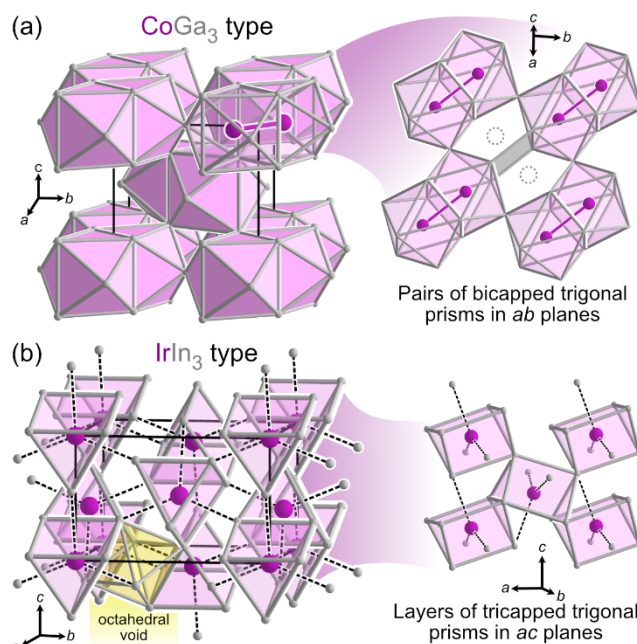 (a) CoGa3 type
c
b
a
c
a
b
Pairs of bicapped trigonal
prisms in ab planes
(b) IrIn3 type
c
b
octahedral
void
c
a
b
Layers of tricapped trigonal
prisms in ac planes